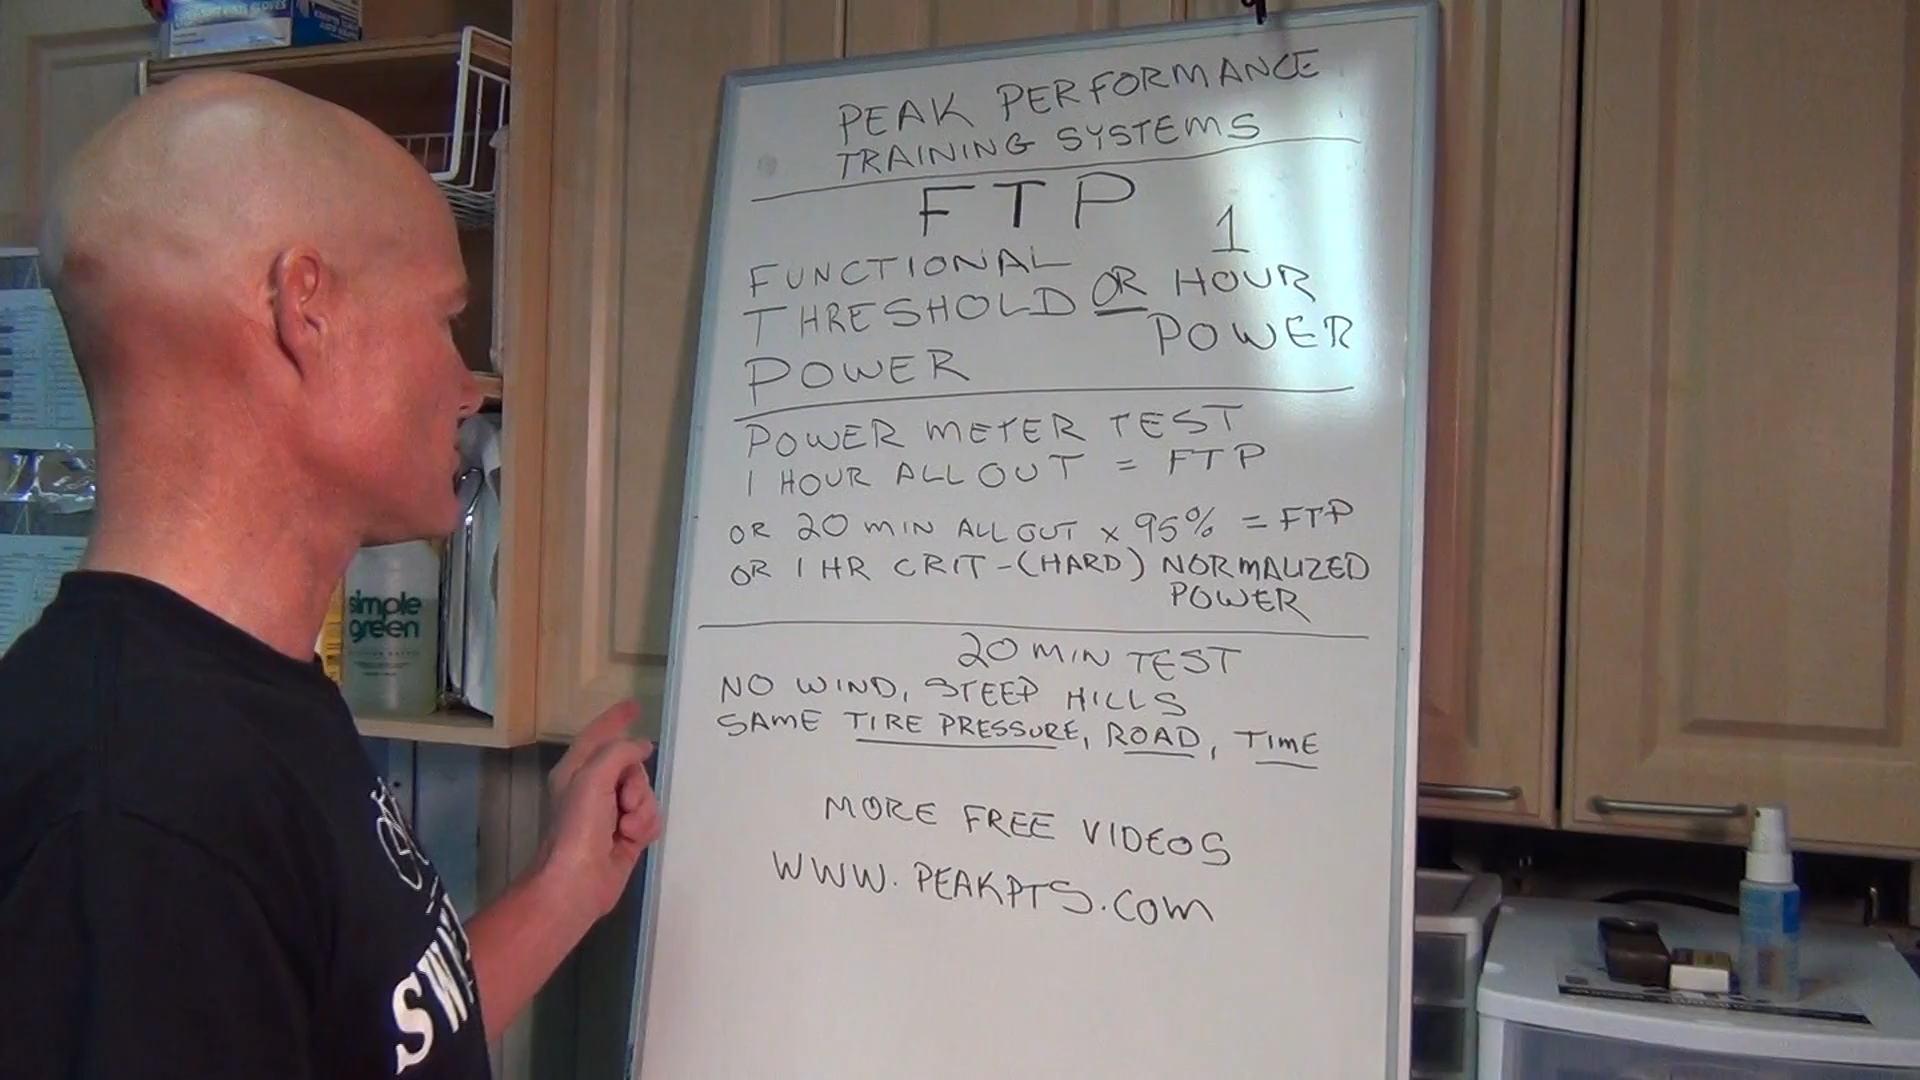 PEAK PERFORMANCE
TRAINING SYSTEMS
FTP
FUNCTIONAL
THRESHOLD
POWER
OR
1
HOUR
POWER
POWER METER TEST
1 HOUR ALL OUT = FTP
OR 20 MIN ALL OUT x 95% = FTP
OR 1 HR CRIT - (HARD) NORMALIZED
POWER
20 MIN TEST
NO WIND, STEEP HILLS
SAME TIRE PRESSURE, ROAD, TIME
MORE FREE VIDEOS
WWW.PEAKPTS.COM
simple
green
GLOVES